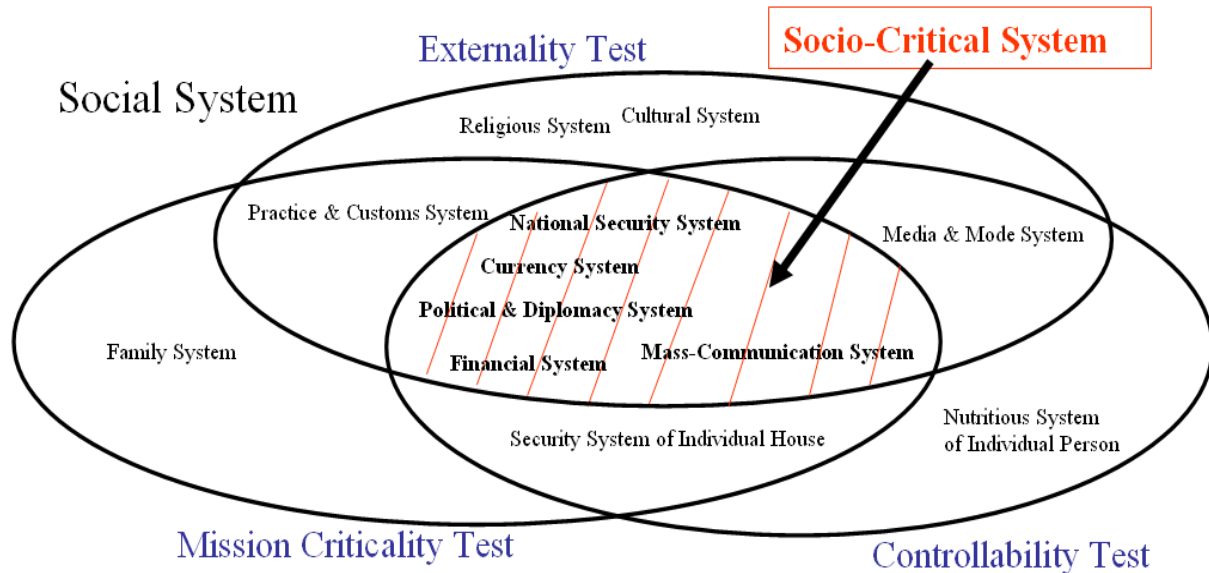 Socio-Critical System
Externality Test
Social System
Religious System
Cultural System
Practice & Customs System
National Security System
Media & Mode System
Currency System
Political & Diplomacy System
Family System
Mass-Communication System
Financial System
Nutritious System
of Individual Person
Security System of Individual House
Mission Criticality Test
Controllability Test